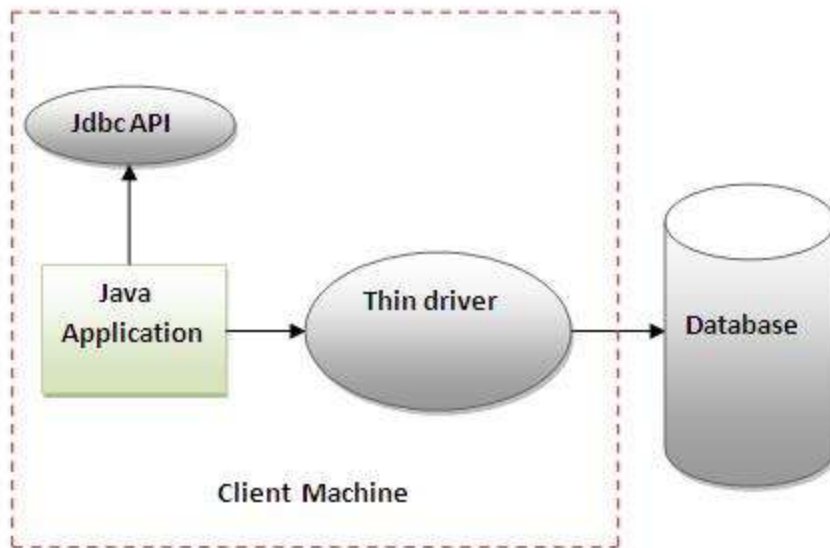 Jdbc API
Java
Application
Thin driver
Database
Client Machine